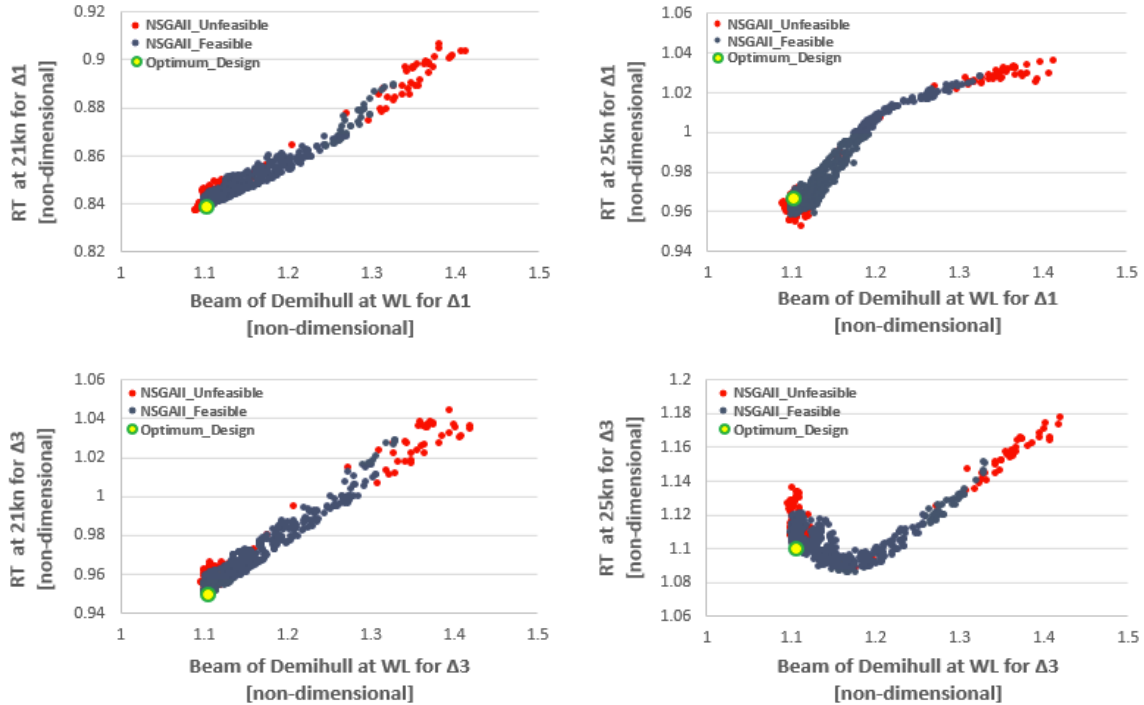 0.92
0.9
0.88
0.86
0.84
0.82
1
1.1
1.2
1.3
1.4
1.5
RT at 21kn for Δ1
[non-dimensional]
NSGAII_Unfeasible
NSGAII_Feasible
Optimum_Design
Beam of Demihull at WL for Δ1
[non-dimensional]
1.06
1.04
1.02
1
0.98
0.96
0.94
1
1.1
1.2
1.3
1.4
1.5
RT at 25kn for Δ1
[non-dimensional]
NSGAII_Unfeasible
NSGAII_Feasible
Optimum_Design
Beam of Demihull at WL for Δ1
[non-dimensional]
1.06
1.04
1.02
1
0.98
0.96
0.94
1
1.1
1.2
1.3
1.4
1.5
RT at 21kn for Δ3
[non-dimensional]
NSGAII_Unfeasible
NSGAII_Feasible
Optimum_Design
Beam of Demihull at WL for Δ3
[non-dimensional]
1.2
1.18
1.16
1.14
1.12
1.1
1.08
1.06
1
1.1
1.2
1.3
1.4
1.5
RT at 25kn for Δ3
[non-dimensional]
NSGAII_Unfeasible
NSGAII_Feasible
Optimum_Design
Beam of Demihull at WL for Δ3
[non-dimensional]